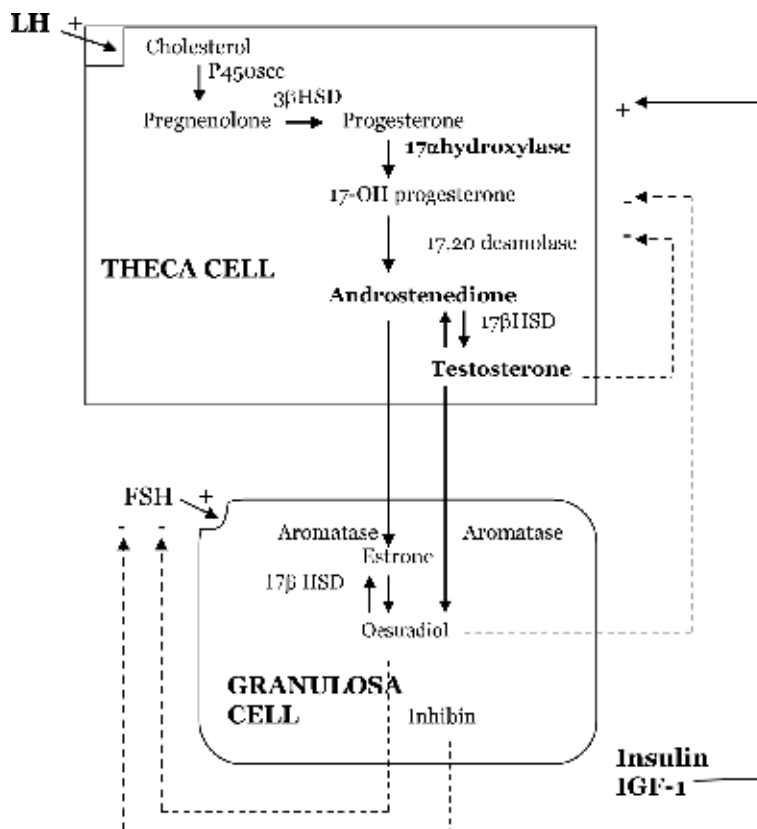 LH +
Cholesterol
P450scc
3βHSD
Pregnenolone
Progesterone
+
17αhydroxylase
17-OH progesterone
-
-
17,20 desmolase
THECA CELL
Androstenedione
17βHSD
Testosterone
FSH +
- -
Aromatase
Aromatase
Estrone
17β HSD
Oestradiol
GRANULOSA
CELL
Inhibin
Insulin
IGF-1